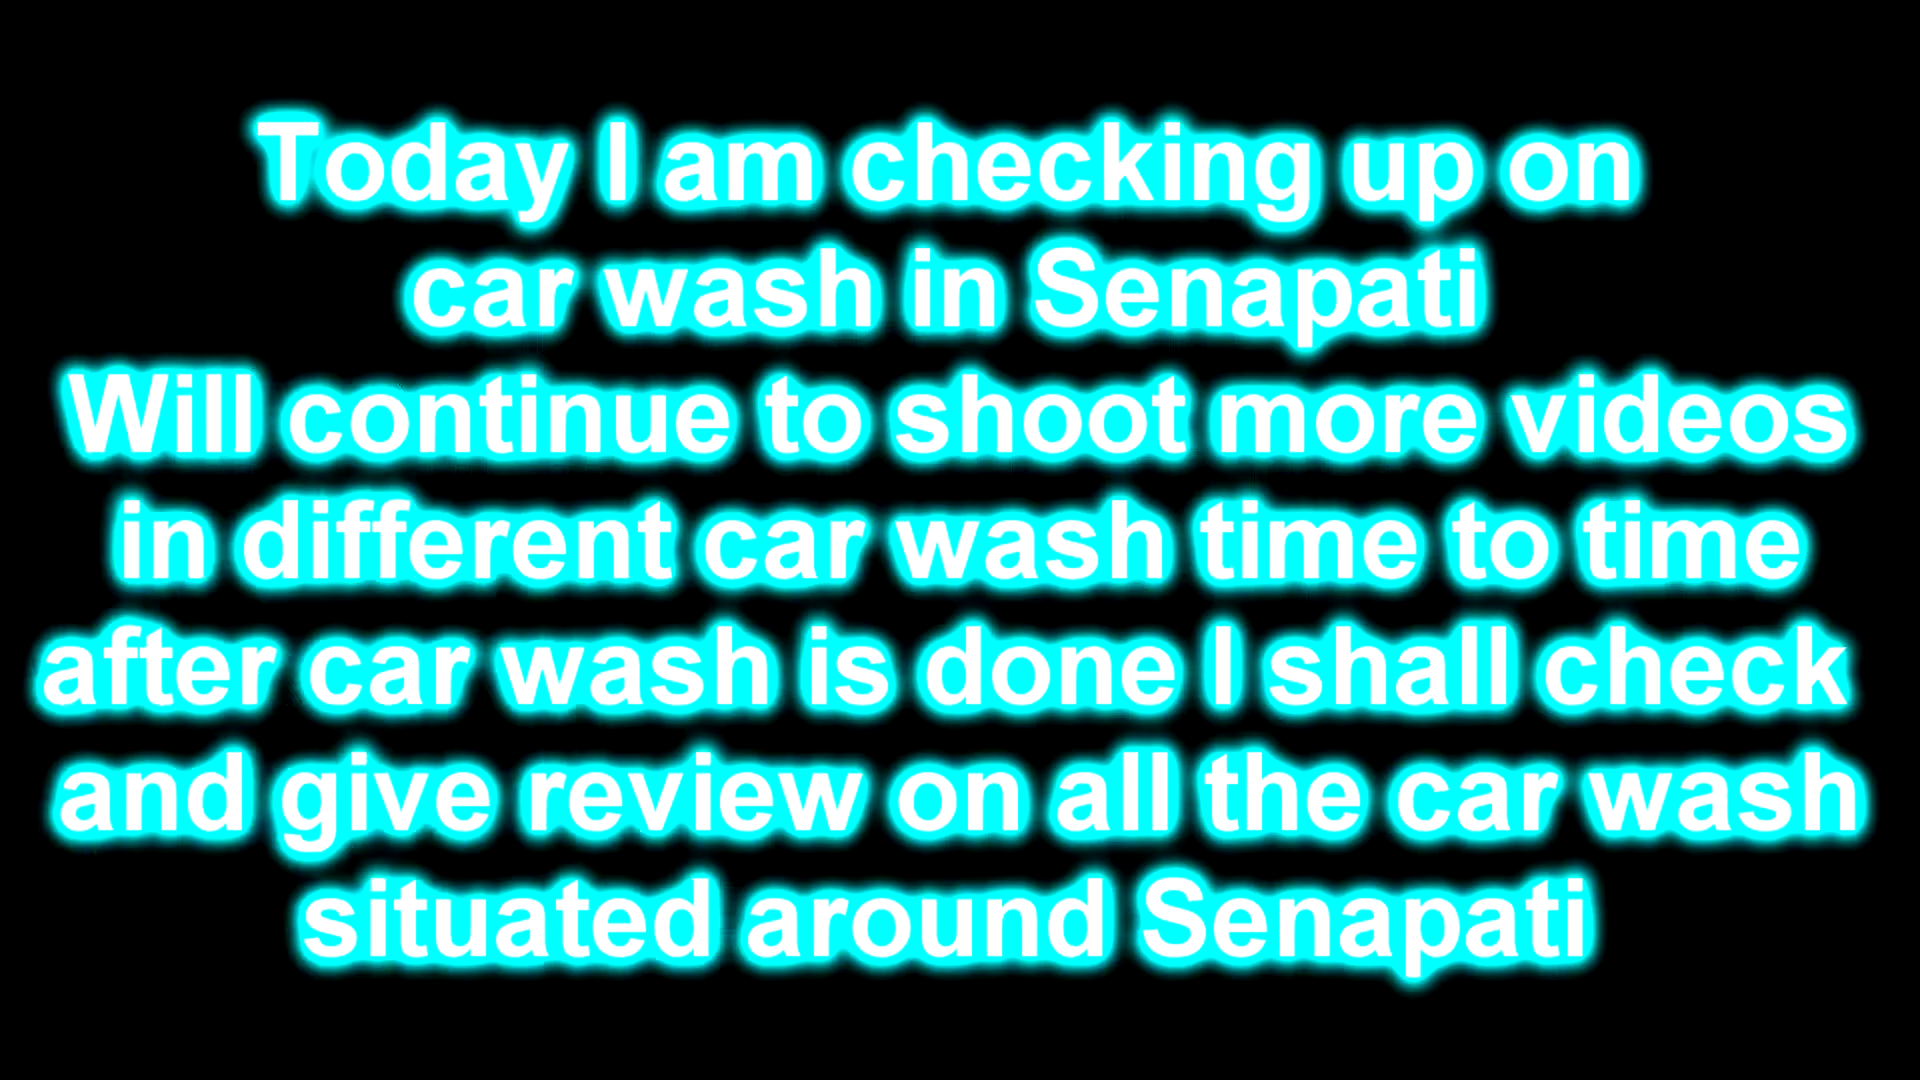 Today I am checking up on
car wash in Senapati
Will continue to shoot more videos
in different car wash time to time
after car wash is done I shall check
and give review on all the car wash
situated around Senapati